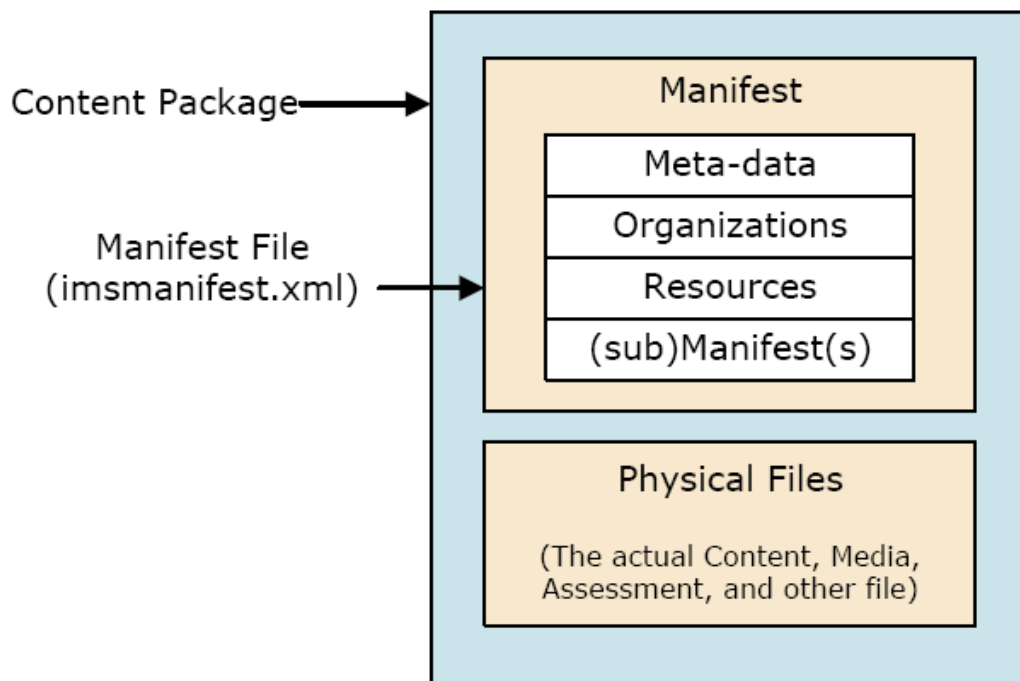 Content Package
Manifest
Meta-data
Organizations
Manifest File
(imsmanifest.xml)
Resources
(sub)Manifest(s)
Physical Files
(The actual Content, Media,
Assessment, and other file)